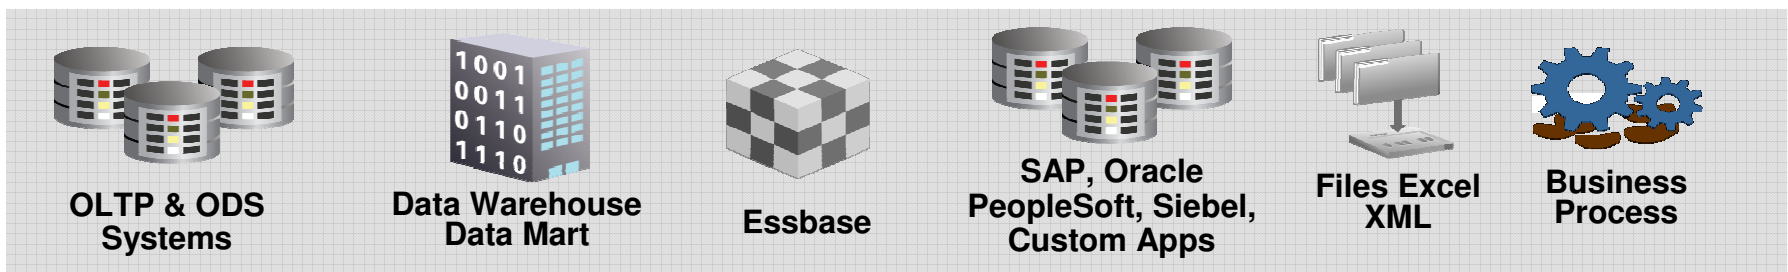 1001
0011
0110
1110
OLTP & ODS
Systems
Data Warehouse
Data Mart
Essbase
SAP, Oracle
PeopleSoft, Siebel,
Custom Apps
Files Excel
XML
Business
Process